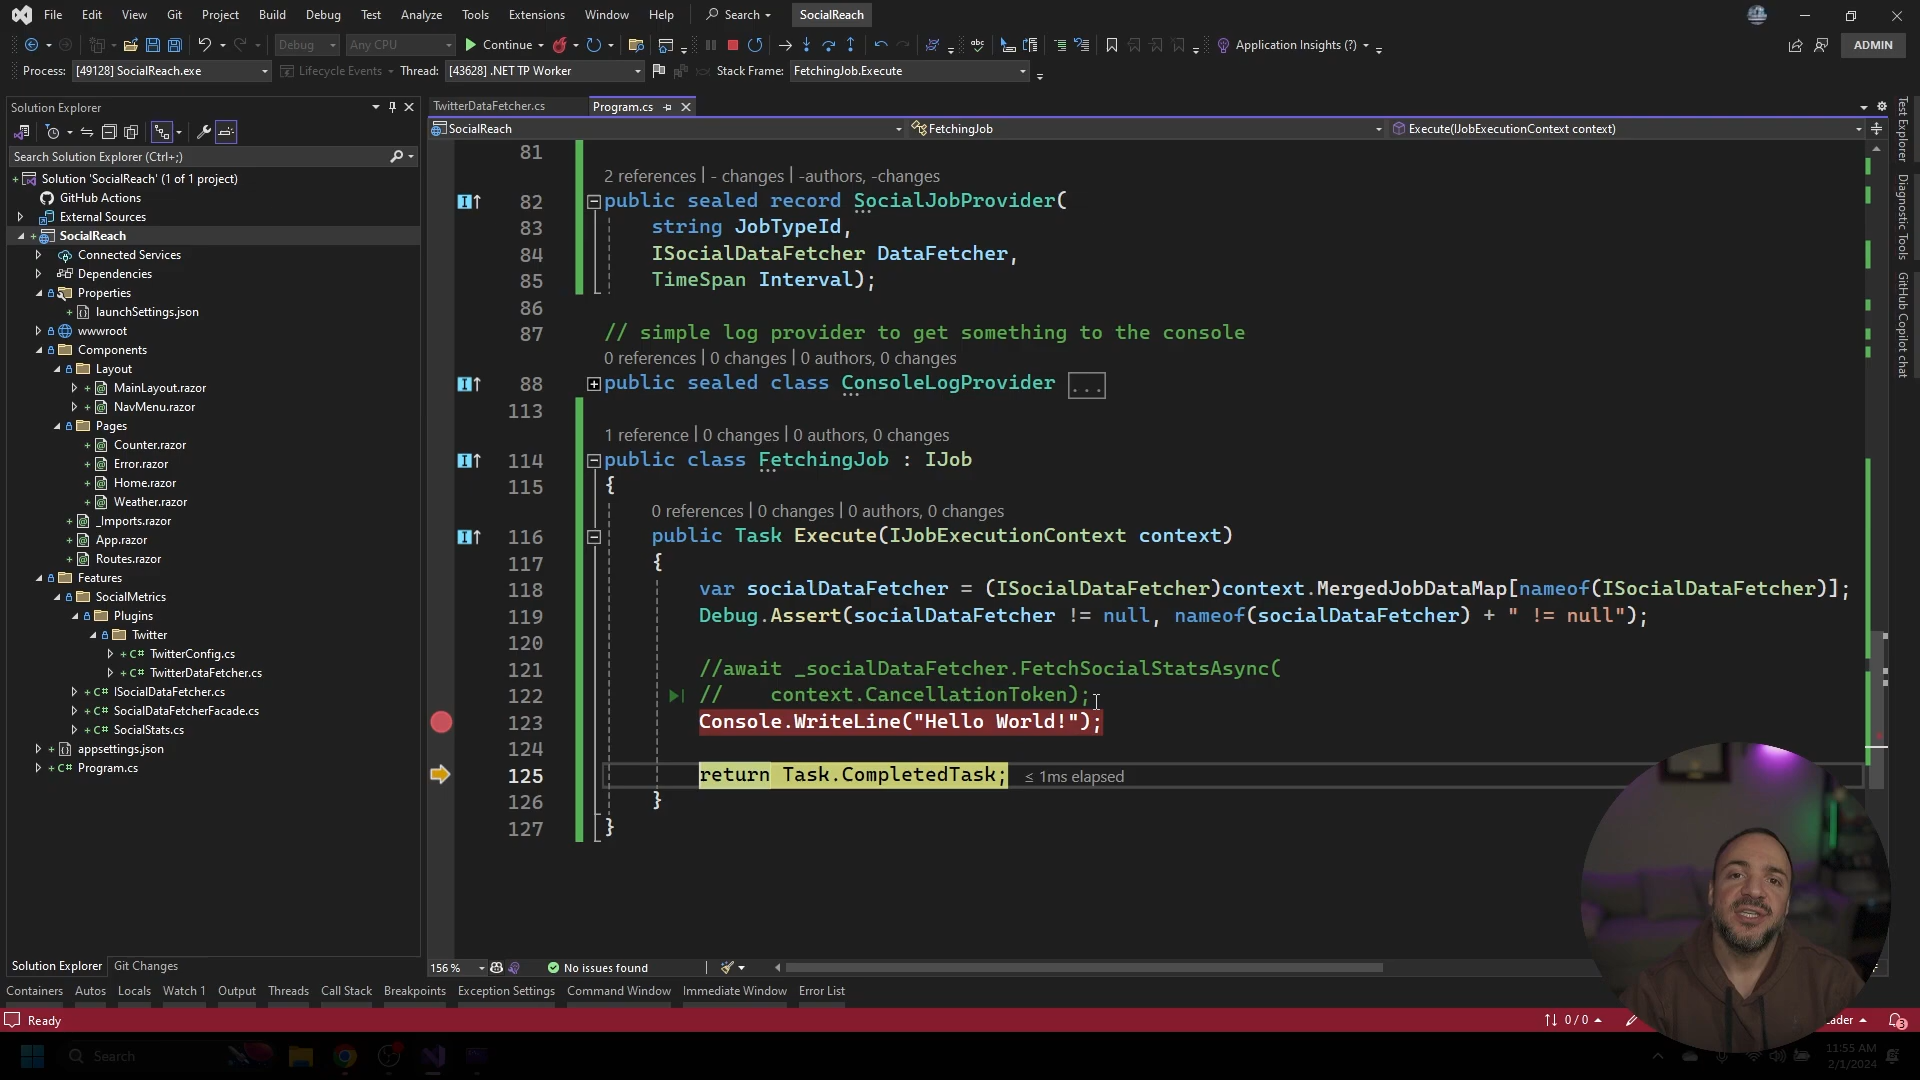 File Edit View Git Project Build Debug Test Analyze Tools Extensions Window Help Search SocialReach
Debug Any CPU Continue Application Insights (?) ADMIN
Process: [49128] SocialReach.exe Lifecycle Events Thread: [43628] .NET TP Worker Stack Frame: FetchingJob.Execute
Solution Explorer
Search Solution Explorer (Ctrl+;)
Solution 'SocialReach' (1 of 1 project)
GitHub Actions
External Sources
SocialReach
Connected Services
Dependencies
Properties
launchSettings.json
wwwroot
Components
Layout
MainLayout.razor
NavMenu.razor
Pages
Counter.razor
Error.razor
Home.razor
Weather.razor
_Imports.razor
App.razor
Routes.razor
Features
SocialMetrics
Plugins
Twitter
TwitterConfig.cs
TwitterDataFetcher.cs
ISocialDataFetcher.cs
SocialDataFetcherFacade.cs
SocialStats.cs
appsettings.json
Program.cs
Solution Explorer Git Changes
TwitterDataFetcher.cs Program.cs
SocialReach FetchingJob Execute(IJobExecutionContext context)
81
2 references | - changes | -authors, -changes
82 public sealed record SocialJobProvider(
83 string JobTypeId,
84 ISocialDataFetcher DataFetcher,
85 TimeSpan Interval);
86
87 // simple log provider to get something to the console
0 references | 0 changes | 0 authors, 0 changes
88 public sealed class ConsoleLogProvider ...
113
1 reference | 0 changes | 0 authors, 0 changes
114 public class FetchingJob : IJob
115 {
0 references | 0 changes | 0 authors, 0 changes
116 public Task Execute(IJobExecutionContext context)
117 {
118 var socialDataFetcher = (ISocialDataFetcher)context.MergedJobDataMap[nameof(ISocialDataFetcher)];
119 Debug.Assert(socialDataFetcher != null, nameof(socialDataFetcher) + " != null");
120
121 //await _socialDataFetcher.FetchSocialStatsAsync(
122 // context.CancellationToken);
123 Console.WriteLine("Hello World!");
124
125 return Task.CompletedTask; ≤ 1ms elapsed
126 }
127 }
156 % No issues found
Test Explorer
Diagnostic Tools
GitHub Copilot chat
Containers Autos Locals Watch 1 Output Threads Call Stack Breakpoints Exception Settings Command Window Immediate Window Error List
Ready 0 / 0
Search
11:55 AM
2/1/2024